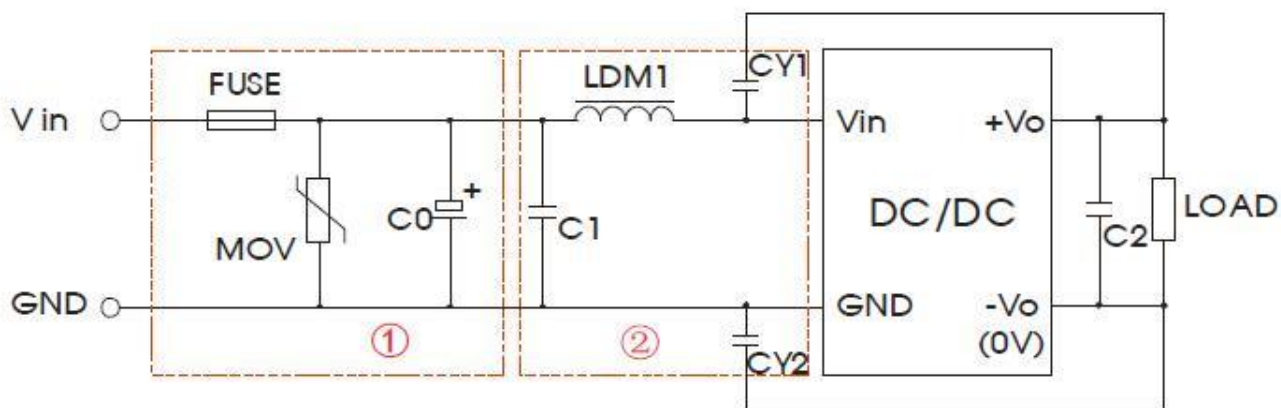 FUSE
LDM1
CY1
V in
Vin
+Vo
MOV
C0
+
C1
DC/DC
C2
LOAD
GND
GND
-Vo
(0V)
①
②
CY2